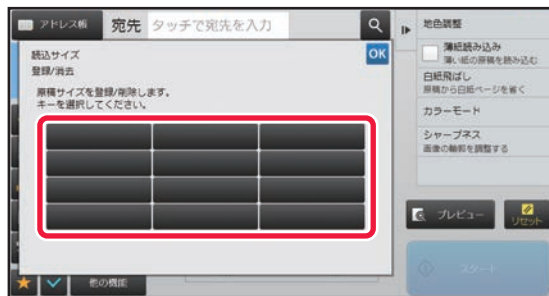 アドレス帳
宛先
タッチで宛先を入力
読込サイズ
登録/消去
OK
原稿サイズを登録/削除します。
キーを選択してください。
他の機能
地色調整
薄紙読み込み
薄い紙の原稿を読み込む
白紙飛ばし
原稿から白紙ページを省く
カラーモード
シャープネス
画像の輪郭を調整する
プレビュー
リセット
スタート